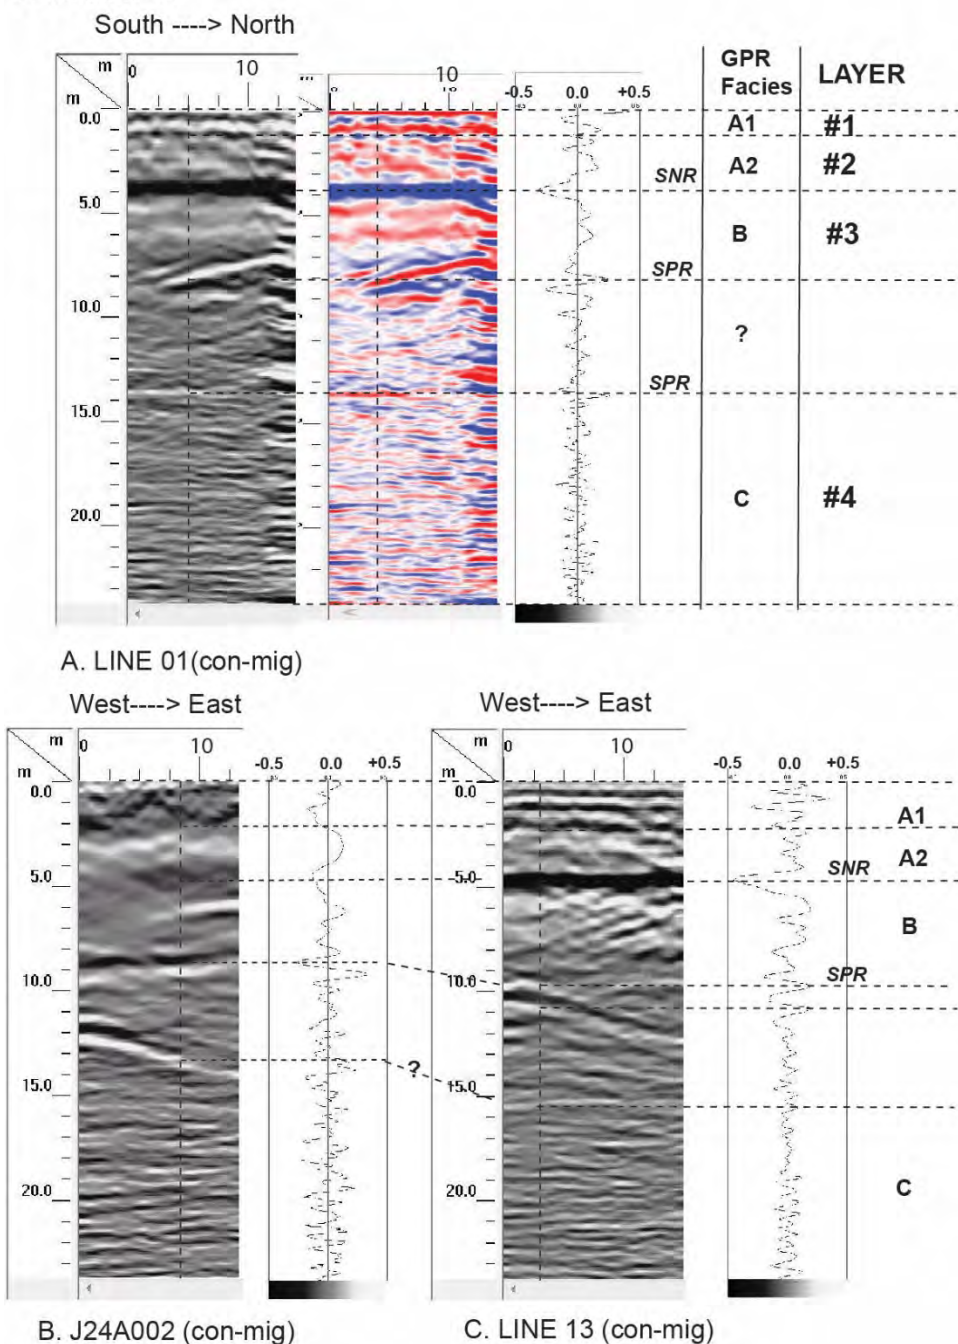 South ----> North
m
0
10
m
0
10
-0.5
0.0
+0.5
GPR
Facies
LAYER
m
0.0
5.0
10.0
15.0
20.0
A1
#1
A2
#2
SNR
B
#3
SPR
?
SPR
C
#4
A. LINE 01(con-mig)
West----> East
West----> East
m
0
10
-0.5
0.0
+0.5
m
m
0
10
-0.5
0.0
+0.5
m
0.0
5.0
10.0
15.0
20.0
?
0.0
5.0
10.0
15.0
20.0
A1
A2
SNR
B
SPR
C
B. J24A002 (con-mig)
C. LINE 13 (con-mig)